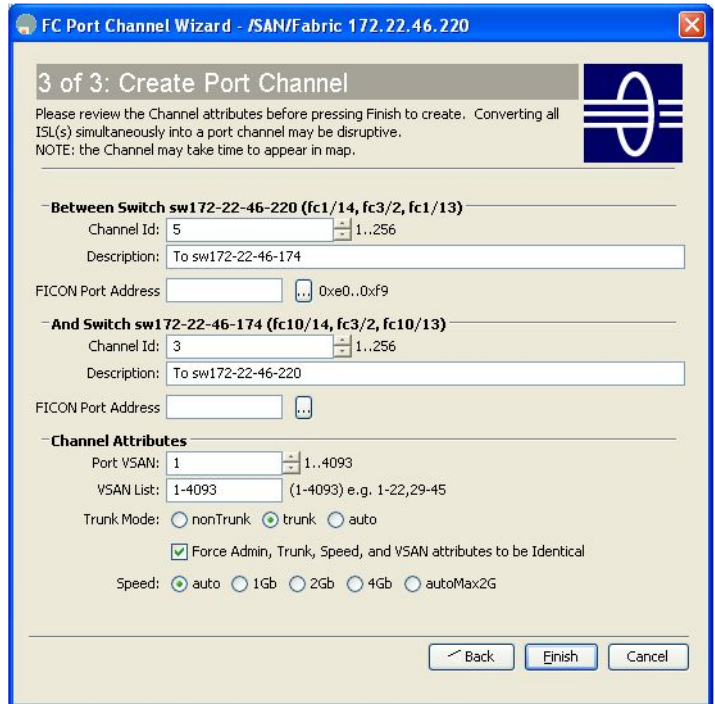 FC Port Channel Wizard - /SAN/Fabric 172.22.46.220
3 of 3: Create Port Channel
Please review the Channel attributes before pressing Finish to create. Converting all
ISL(s) simultaneously into a port channel may be disruptive.
NOTE: the Channel may take time to appear in map.
Between Switch sw172-22-46-220 (fc1/14, fc3/2, fc1/13)
Channel Id: 5 1..256
Description: To sw172-22-46-174
FICON Port Address ... 0xe0..0xf9
And Switch sw172-22-46-174 (fc10/14, fc3/2, fc10/13)
Channel Id: 3 1..256
Description: To sw172-22-46-220
FICON Port Address ...
Channel Attributes
Port VSAN: 1 1..4093
VSAN List: 1-4093 (1-4093) e.g. 1-22,29-45
Trunk Mode: nonTrunk trunk auto
Force Admin, Trunk, Speed, and VSAN attributes to be Identical
Speed: auto 1Gb 2Gb 4Gb autoMax2G
Back Finish Cancel